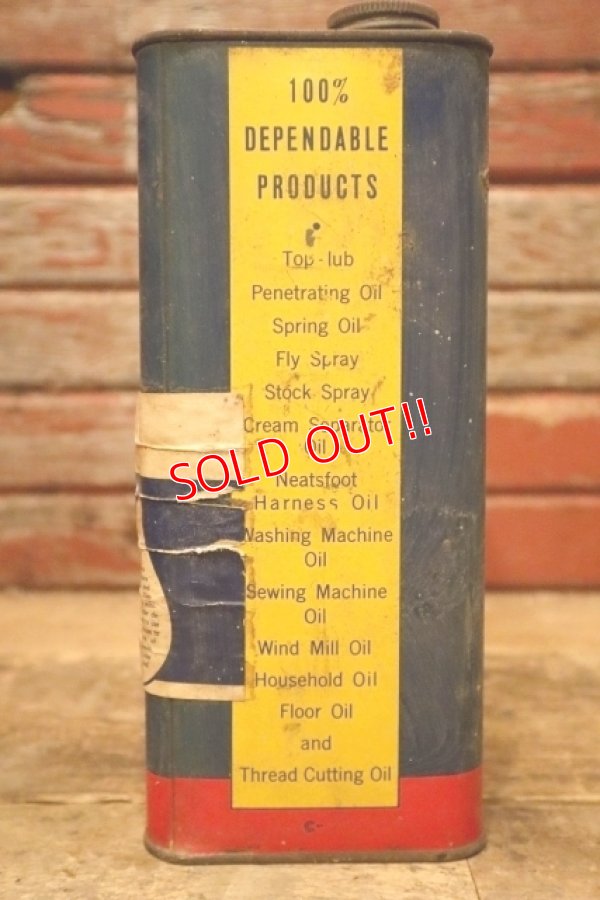 100%
DEPENDABLE
PRODUCTS
Top-lub
Penetrating Oil
Spring Oil
Fly Spray
Stock Spray
Cream Separator
Oil
SOLD OUT!!
Neatsfoot
Harness Oil
Washing Machine
Oil
Sewing Machine
Oil
Wind Mill Oil
Household Oil
Floor Oil
and
Thread Cutting Oil